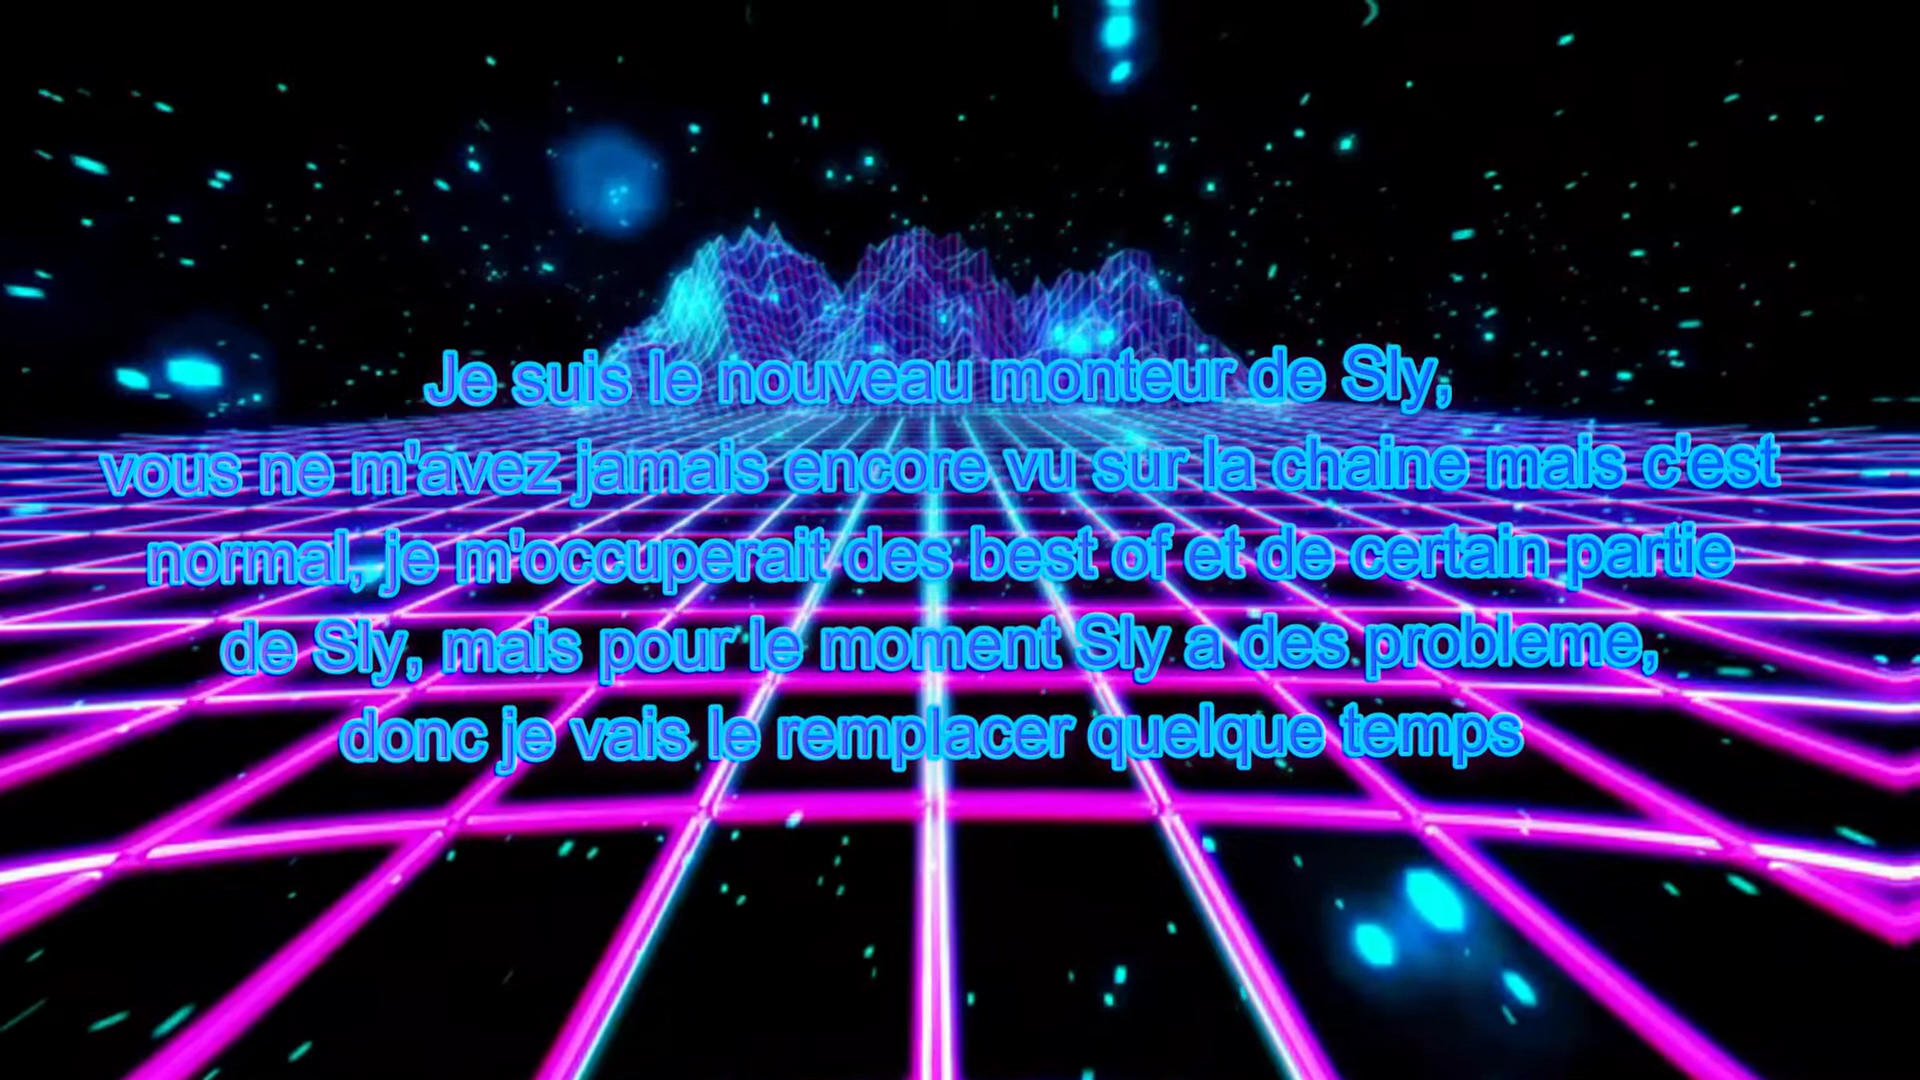 Je suis le nouveau monteur de Sly,
vous ne m'avez jamais encore vu sur la chaine mais c'est
normal, je m'occuperait des best of et de certain partie
de Sly, mais pour le moment Sly a des probleme,
donc je vais le remplacer quelque temps